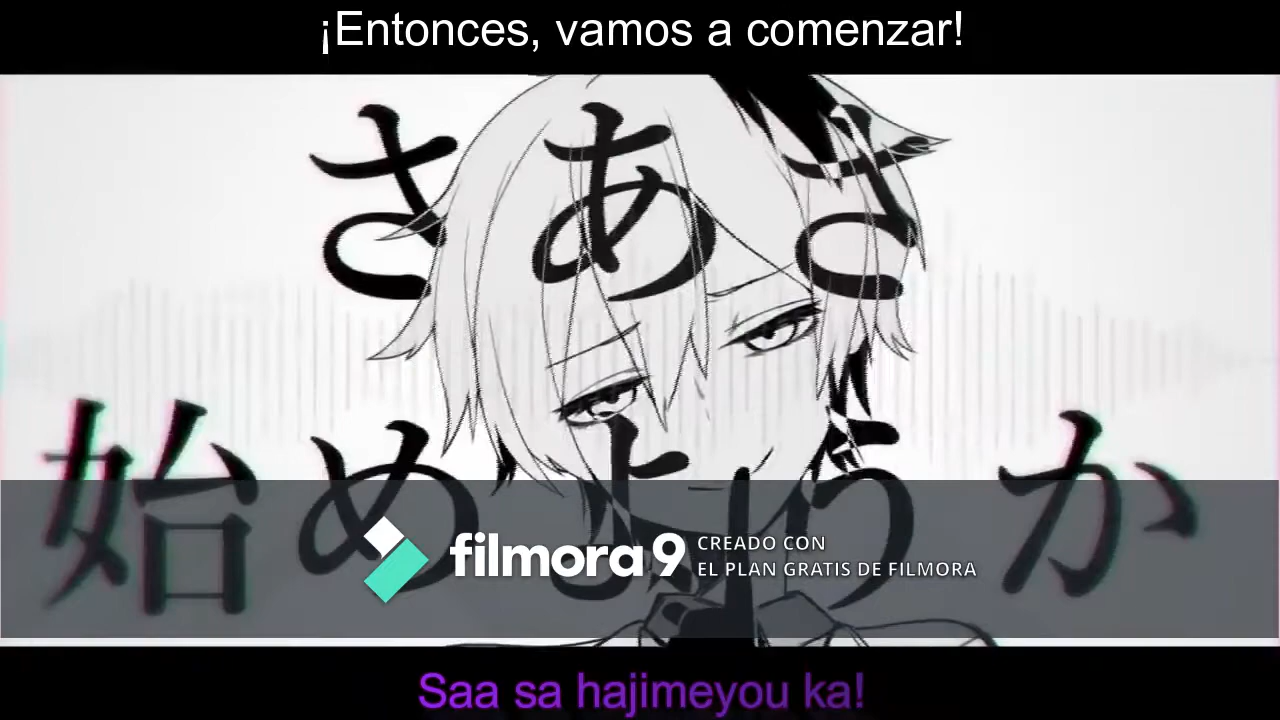 ¡Entonces, vamos a comenzar!
さあさ
始めようか
filmora9
CREADO CON
EL PLAN GRATIS DE FILMORA
Saa sa hajimeyou ka!